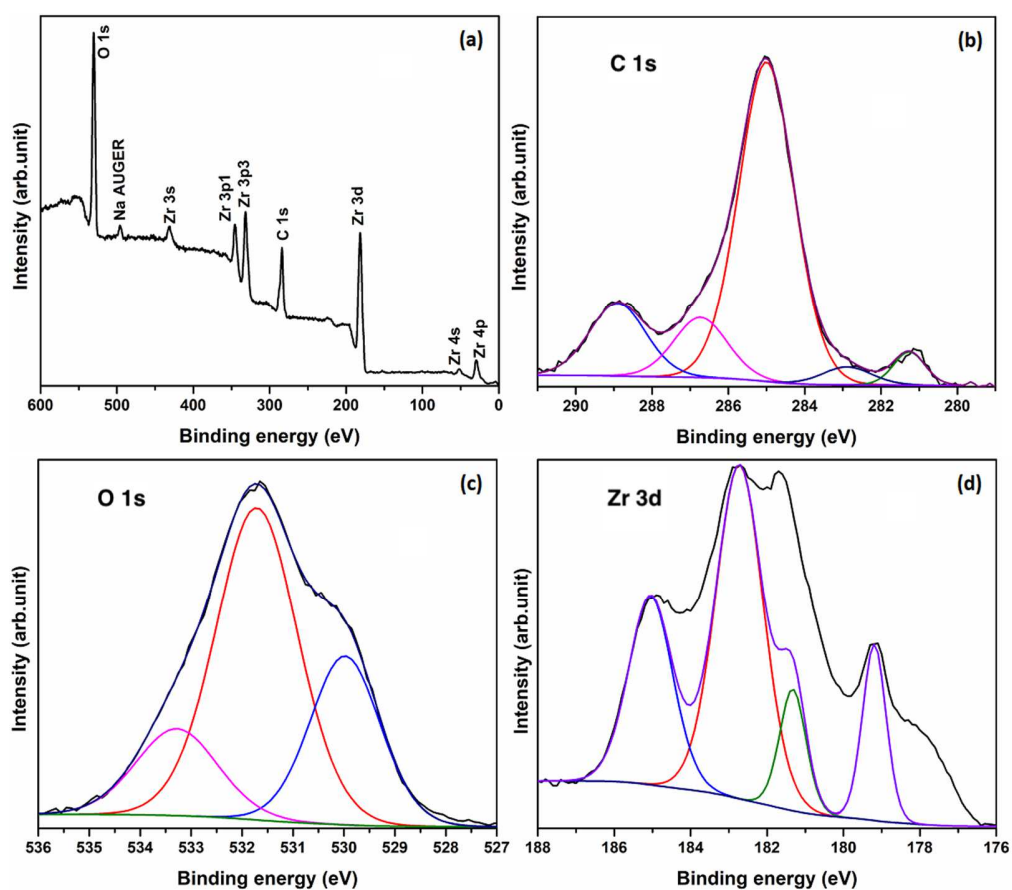 (a)
O 1s
Na AUGER
Zr 3s
Zr 3p1
Zr 3p3
C 1s
Zr 3d
Zr 4s
Zr 4p
Intensity (arb.unit)
600 500 400 300 200 100 0
Binding energy (eV)
(b)
C 1s
Intensity (arb.unit)
290 288 286 284 282 280
Binding energy (eV)
(c)
O 1s
Intensity (arb.unit)
536 535 534 533 532 531 530 529 528 527
Binding energy (eV)
(d)
Zr 3d
Intensity (arb.unit)
188 186 184 182 180 178 176
Binding energy (eV)